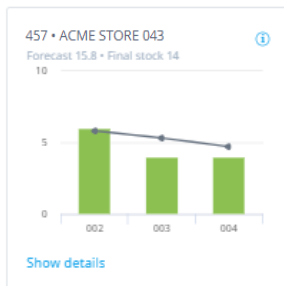 457 • ACME STORE 043
Forecast 15.8 • Final stock 14
10
5
0
002 003 004
Show details